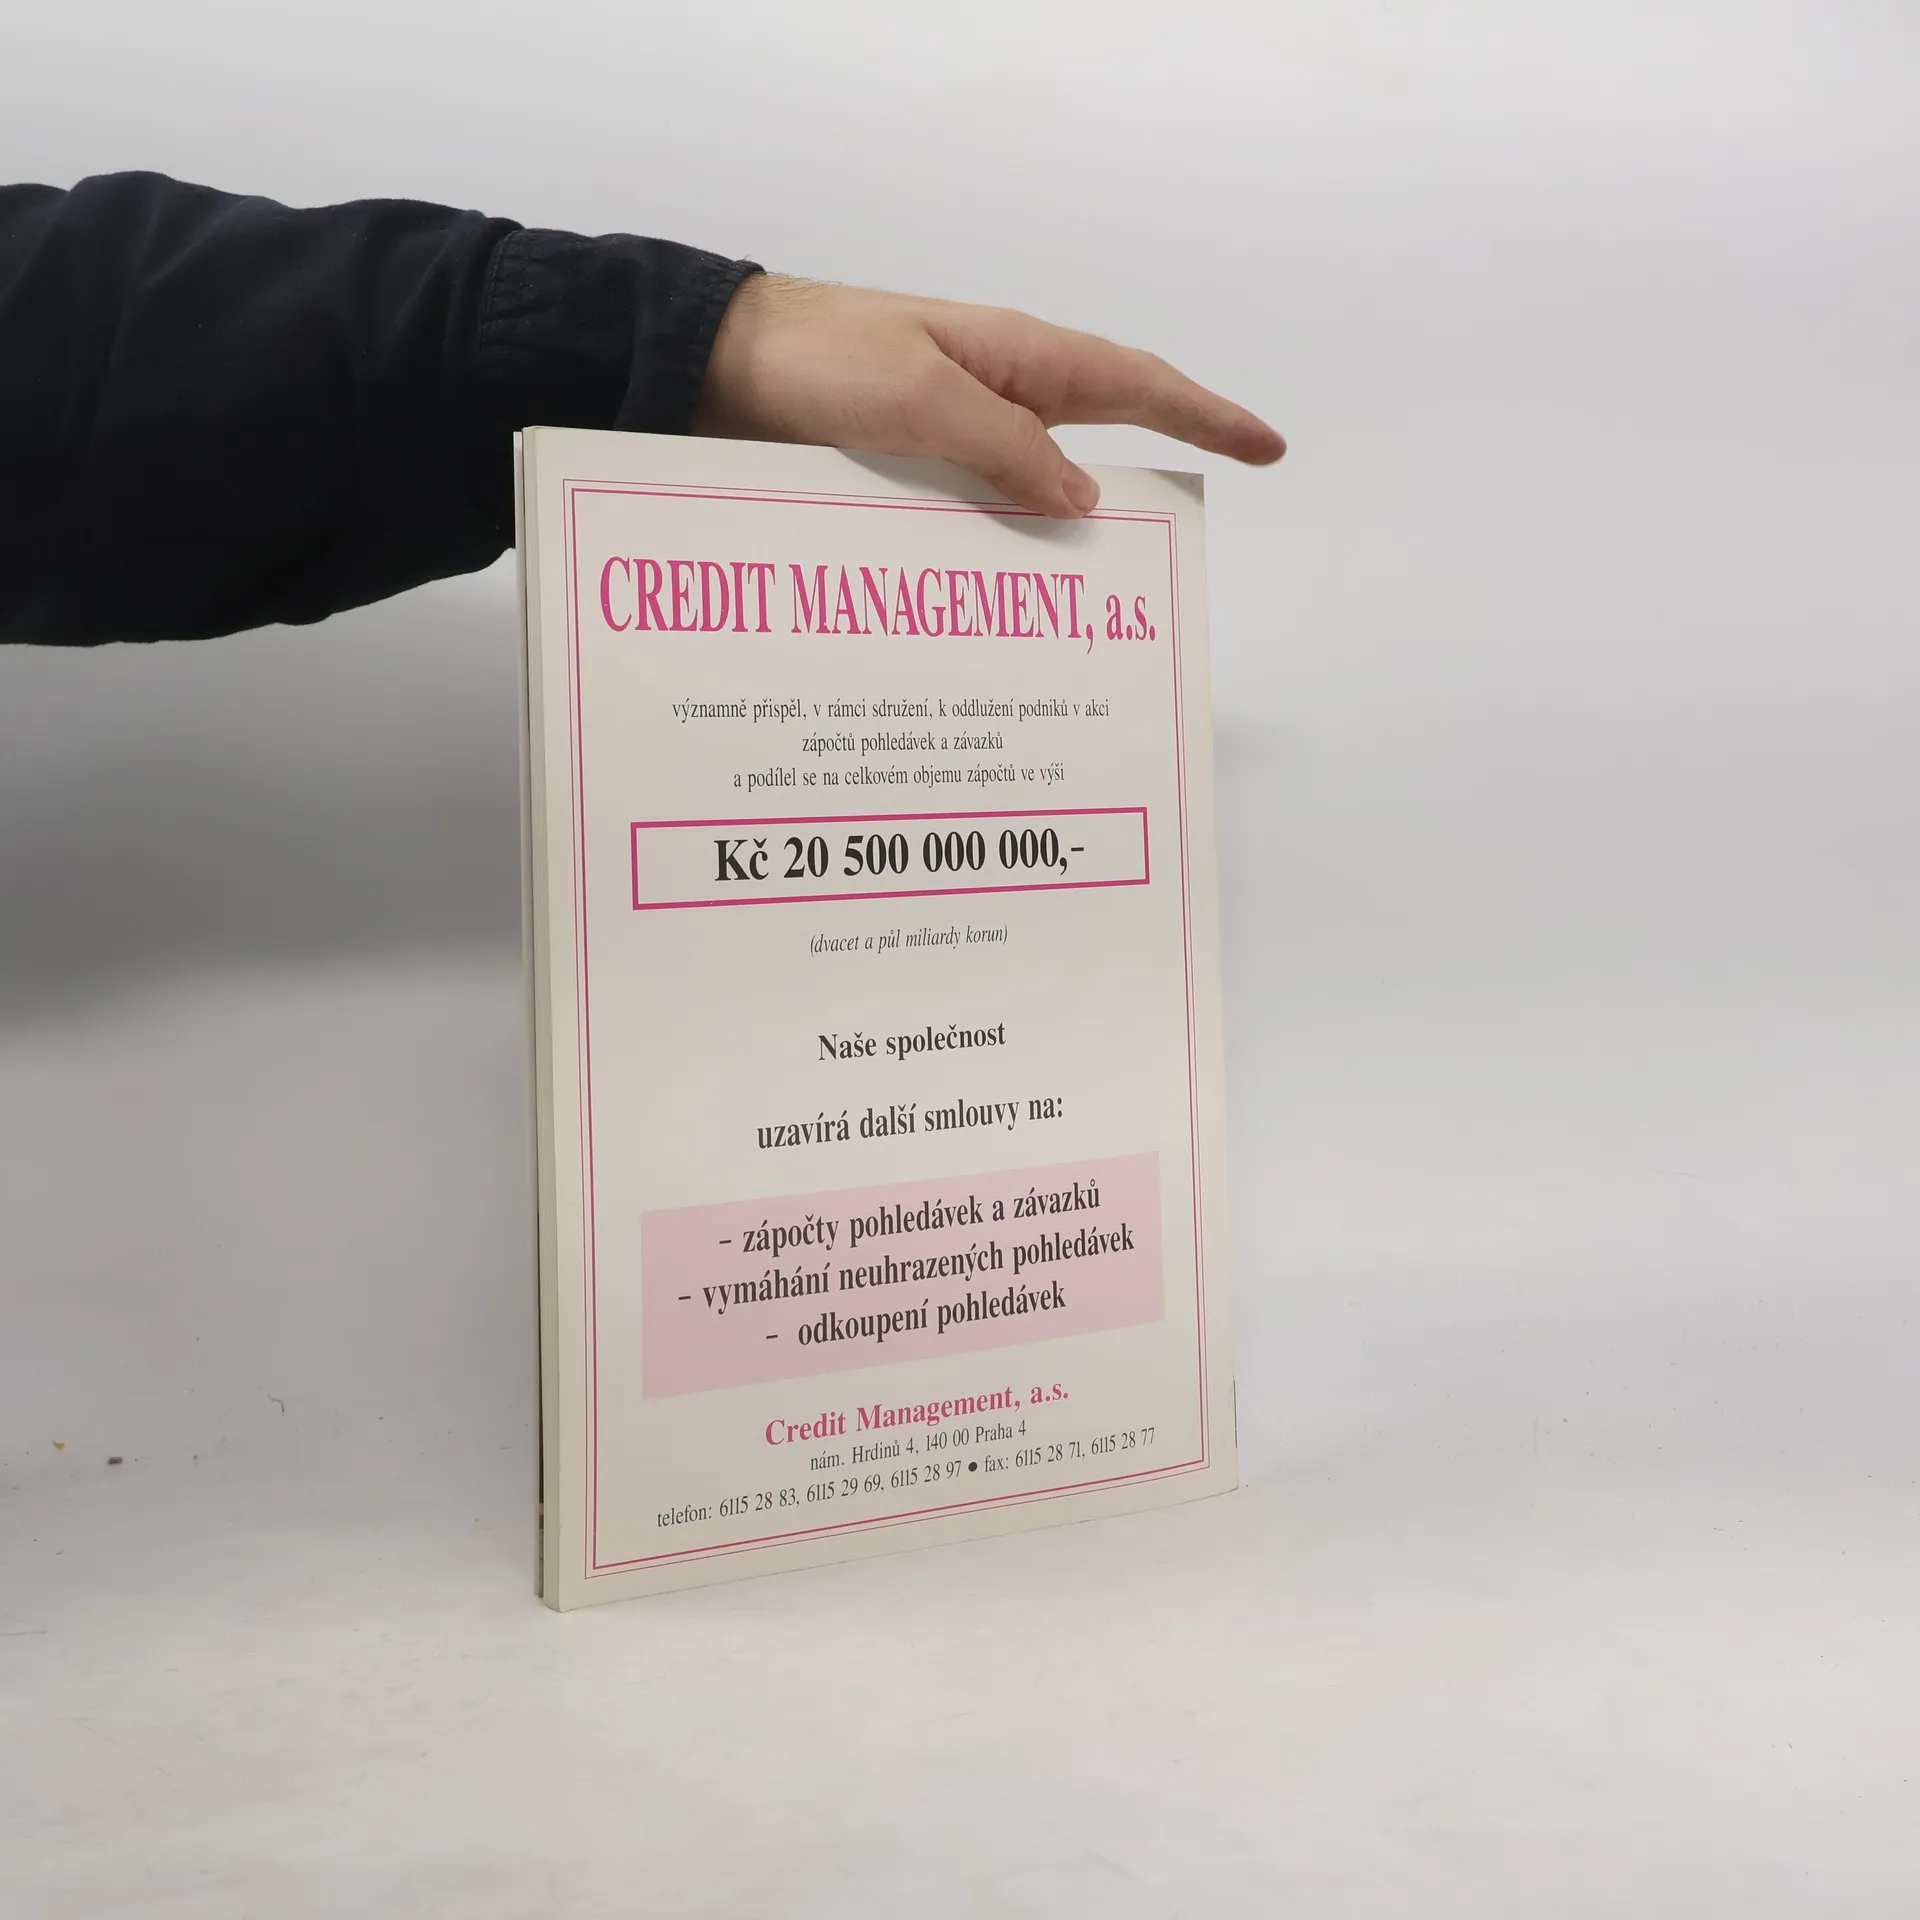 CREDIT MANAGEMENT, a.s.
významně přispěl, v rámci sdružení, k oddlužení podniků v akci
zápočtů pohledávek a závazků
a podílel se na celkovém objemu zápočtů ve výši
Kč 20 500 000 000,-
(dvacet a půl miliardy korun)
Naše společnost
uzavírá další smlouvy na:
- zápočty pohledávek a závazků
- vymáhání neuhrazených pohledávek
- odkoupení pohledávek
Credit Management, a.s.
nám. Hrdinů 4, 140 00 Praha 4
telefon: 6115 28 83, 6115 29 69, 6115 28 97 ● fax: 6115 28 71, 6115 28 77